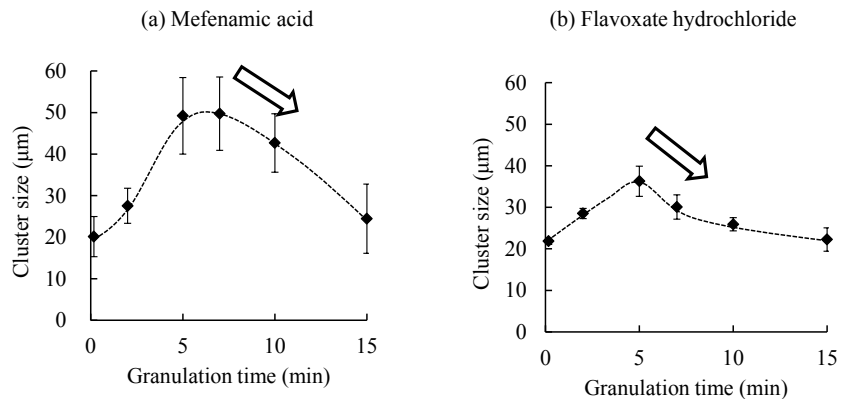 (a) Mefenamic acid
60
50
40
30
20
10
0
Cluster size (μm)
0 5 10 15
Granulation time (min)
(b) Flavoxate hydrochloride
60
50
40
30
20
10
0
Cluster size (μm)
0 5 10 15
Granulation time (min)